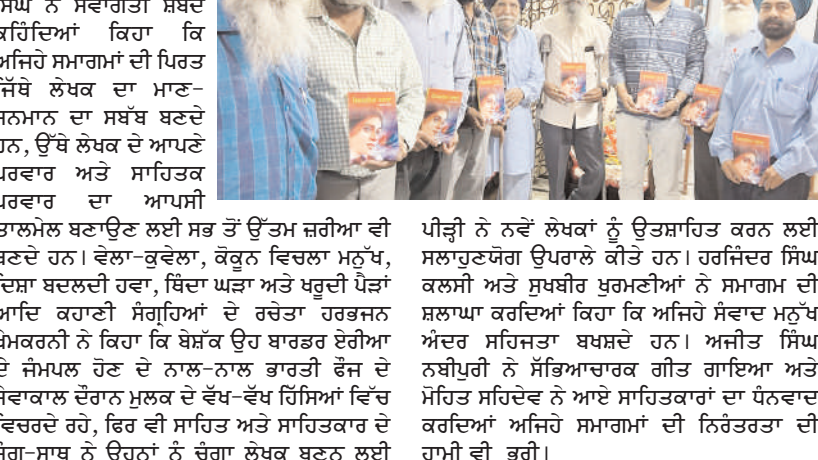 ਸਿੰਘ ਨੇ ਸਵਾਗਤੀ ਸ਼ਬਦ
ਕਹਿੰਦਿਆਂ ਕਿਹਾ ਕਿ
ਅਜਿਹੇ ਸਮਾਗਮਾਂ ਦੀ ਪਿਰਤ
ਜਿੱਥੇ ਲੇਖਕ ਦਾ ਮਾਣ-
ਸਨਮਾਨ ਦਾ ਸਬੱਬ ਬਣਦੇ
ਹਨ, ਉੱਥੇ ਲੇਖਕ ਦੇ ਆਪਣੇ
ਪਰਵਾਰ ਅਤੇ ਸਾਹਿਤਕ
ਪਰਵਾਰ ਦਾ ਆਪਸੀ
ਤਾਲਮੇਲ ਬਣਾਉਣ ਲਈ ਸਭ ਤੋਂ ਉੱਤਮ ਜ਼ਰੀਆ ਵੀ
ਬਣਦੇ ਹਨ। ਵੇਲਾ-ਕੁਵੇਲਾ, ਕੋਕੂਨ ਵਿਚਲਾ ਮਨੁੱਖ,
ਦਿਸ਼ਾ ਬਦਲਦੀ ਹਵਾ, ਥਿੰਦਾ ਘੜਾ ਅਤੇ ਖਰੂਦੀ ਪੈੜਾਂ
ਆਦਿ ਕਹਾਣੀ ਸੰਗ੍ਰਹਿਆਂ ਦੇ ਰਚੇਤਾ ਹਰਭਜਨ
ਖੇਮਕਰਨੀ ਨੇ ਕਿਹਾ ਕਿ ਬੇਸ਼ੱਕ ਉਹ ਬਾਰਡਰ ਏਰੀਆ
ਦੇ ਜੰਮਪਲ ਹੋਣ ਦੇ ਨਾਲ-ਨਾਲ ਭਾਰਤੀ ਫੌਜ ਦੇ
ਸੇਵਾਕਾਲ ਦੌਰਾਨ ਮੁਲਕ ਦੇ ਵੱਖ-ਵੱਖ ਹਿੱਸਿਆਂ ਵਿੱਚ
ਵਿਚਰਦੇ ਰਹੇ, ਫਿਰ ਵੀ ਸਾਹਿਤ ਅਤੇ ਸਾਹਿਤਕਾਰ ਦੇ
ਸੰਗ-ਸਾਥ ਨੇ ਉਹਨਾਂ ਨੂੰ ਚੰਗਾ ਲੇਖਕ ਬਣਨ ਲਈ
ਪੀੜ੍ਹੀ ਨੇ ਨਵੇਂ ਲੇਖਕਾਂ ਨੂੰ ਉਤਸ਼ਾਹਿਤ ਕਰਨ ਲਈ
ਸਲਾਹੁਣਯੋਗ ਉਪਰਾਲੇ ਕੀਤੇ ਹਨ। ਹਰਜਿੰਦਰ ਸਿੰਘ
ਕਲਸੀ ਅਤੇ ਸੁਖਬੀਰ ਖੁਰਮਣੀਆਂ ਨੇ ਸਮਾਗਮ ਦੀ
ਸ਼ਲਾਘਾ ਕਰਦਿਆਂ ਕਿਹਾ ਕਿ ਅਜਿਹੇ ਸੰਵਾਦ ਮਨੁੱਖ
ਅੰਦਰ ਸਹਿਜਤਾ ਬਖਸ਼ਦੇ ਹਨ। ਅਜੀਤ ਸਿੰਘ
ਨਬੀਪੁਰੀ ਨੇ ਸੱਭਿਆਚਾਰਕ ਗੀਤ ਗਾਇਆ ਅਤੇ
ਮੋਹਿਤ ਸਹਿਦੇਵ ਨੇ ਆਏ ਸਾਹਿਤਕਾਰਾਂ ਦਾ ਧੰਨਵਾਦ
ਕਰਦਿਆਂ ਅਜਿਹੇ ਸਮਾਗਮਾਂ ਦੀ ਨਿਰੰਤਰਤਾ ਦੀ
ਹਾਮੀ ਵੀ ਭਰੀ।